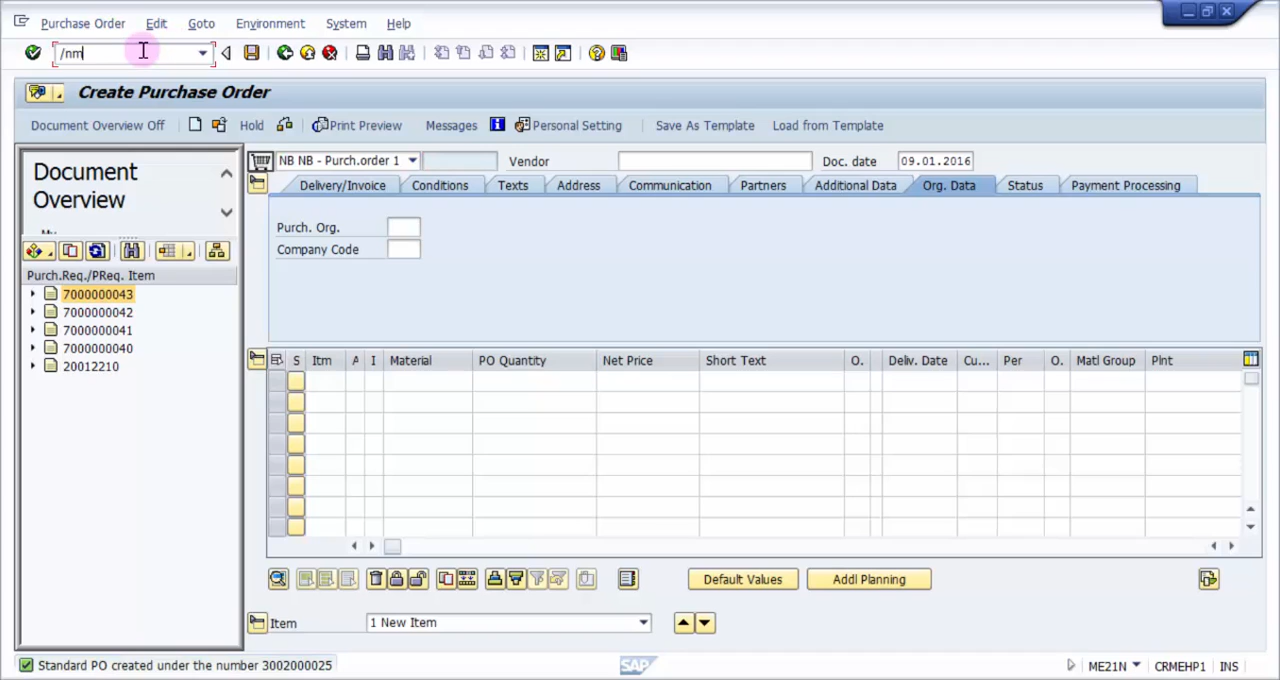 Purchase Order Edit Goto Environment System Help
/nm
Create Purchase Order
Document Overview Off Hold Print Preview Messages Personal Setting Save As Template Load from Template
Document
Overview
NB NB - Purch.order 1 Vendor Doc. date 09.01.2016
Delivery/Invoice Conditions Texts Address Communication Partners Additional Data Org. Data Status Payment Processing
Purch. Org.
Company Code
Purch.Req./PReq. Item
7000000043
7000000042
7000000041
7000000040
20012210
S Itm A I Material PO Quantity Net Price Short Text O. Deliv. Date Cu... Per O. Matl Group Plnt
Default Values Addl Planning
Item 1 New Item
Standard PO created under the number 3002000025 SAP ME21N CRMEHP1 INS